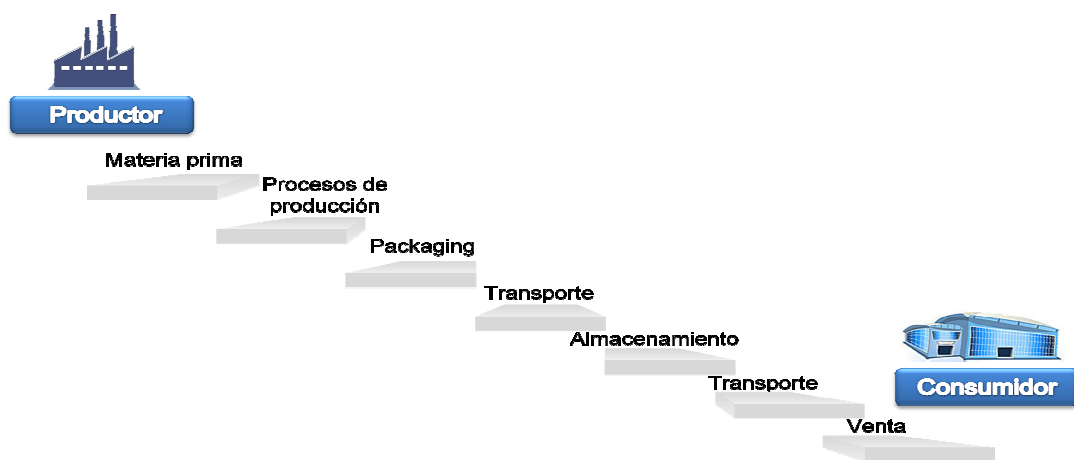 Productor
Materia prima
Procesos de
producción
Packaging
Transporte
Almacenamiento
Transporte
Consumidor
Venta